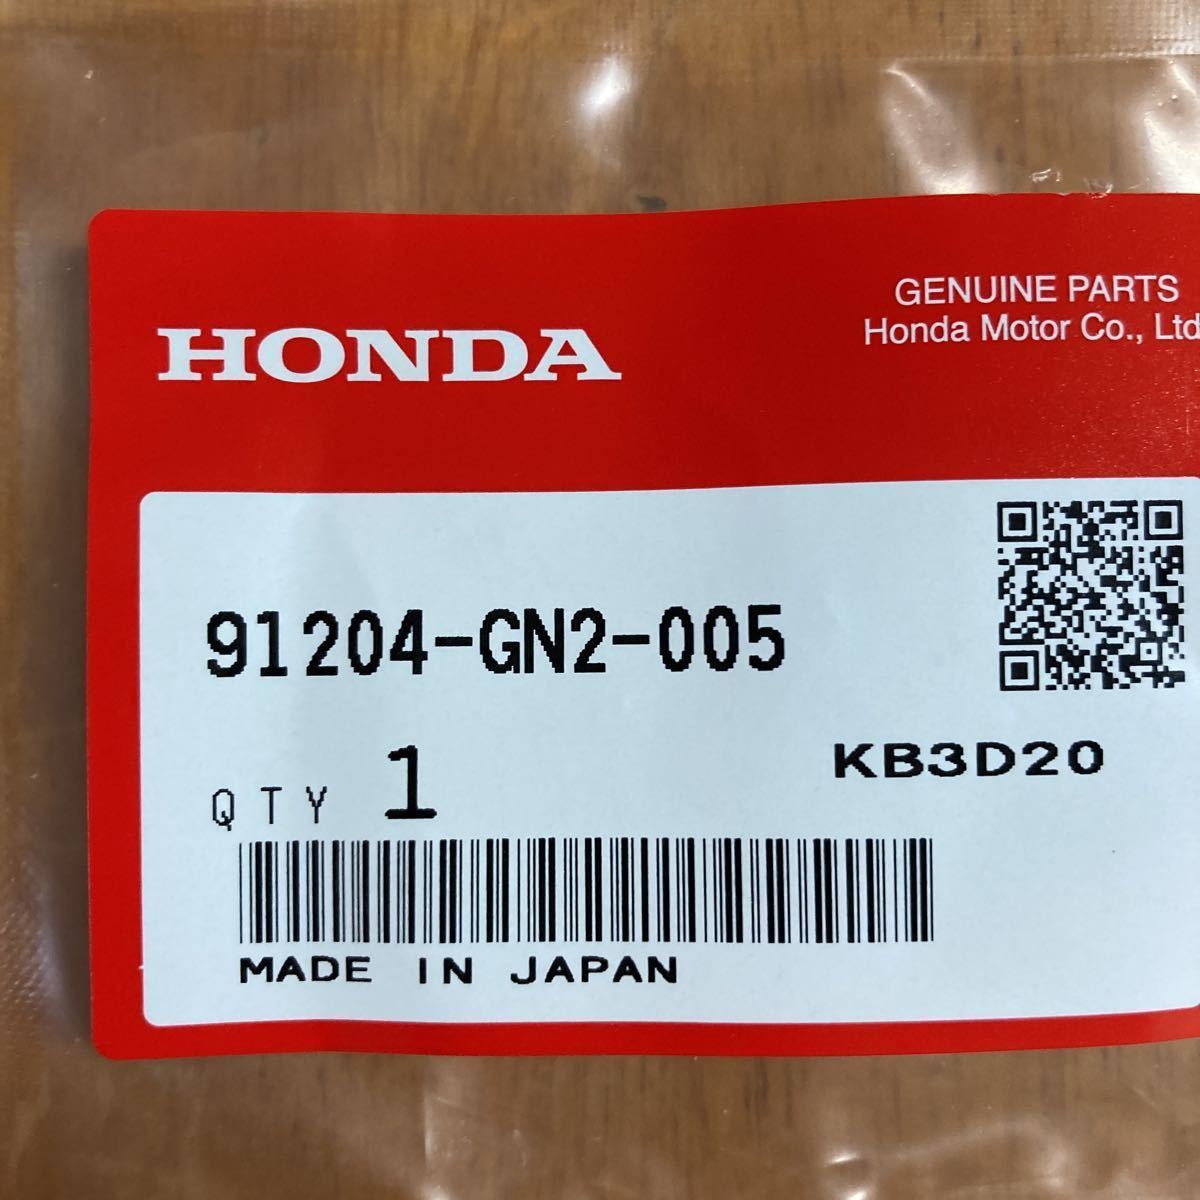 GENUINE PARTS
Honda Motor Co., Ltd
HONDA
91204-GN2-005
KB3D20
QTY 1
MADE IN JAPAN